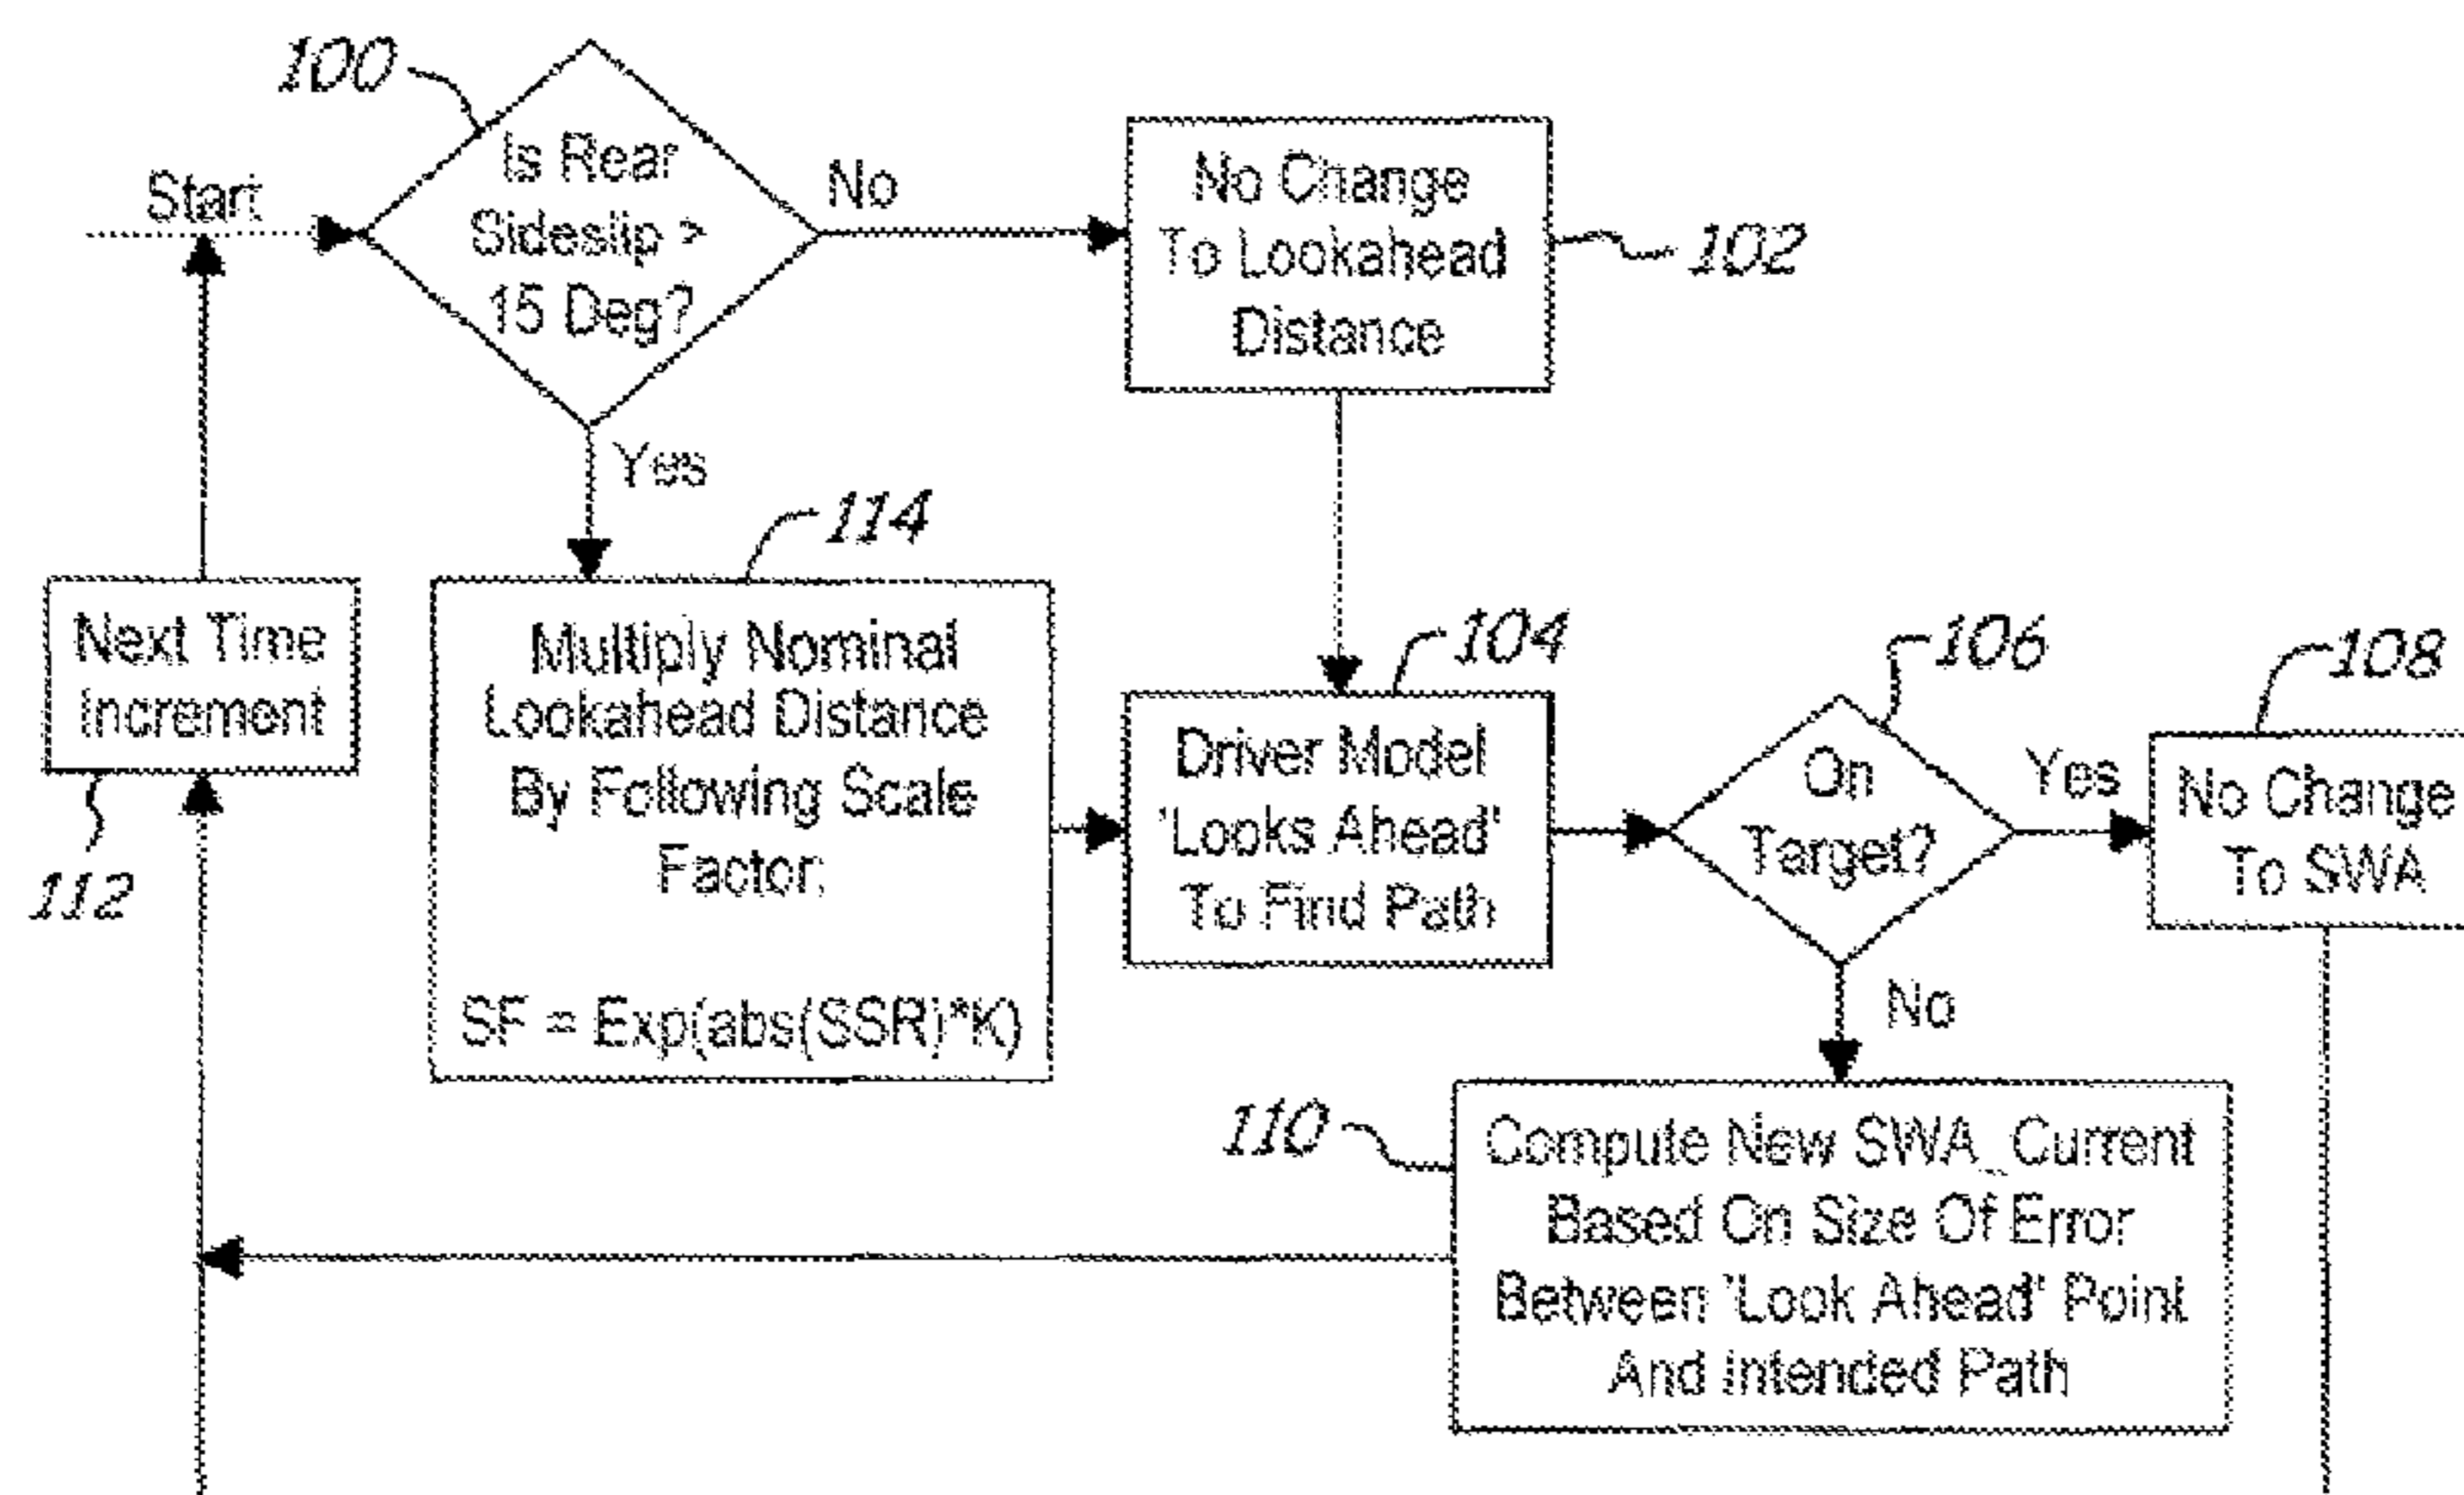 100
Start
Is Rear
Sideslip >
15 Deg?
No
No Change
To Lookahead
Distance
102
Yes
114
Next Time
Increment
112
Multiply Nominal
Lookahead Distance
By Following Scale
Factor:
SF = Exp(abs(SSR)*K)
104
Driver Model
'Looks Ahead'
To Find Path
106
On
Target?
Yes
108
No Change
To SWA
No
110
Compute New SWA_Current
Based On Size Of Error
Between 'Look Ahead' Point
And Intended Path